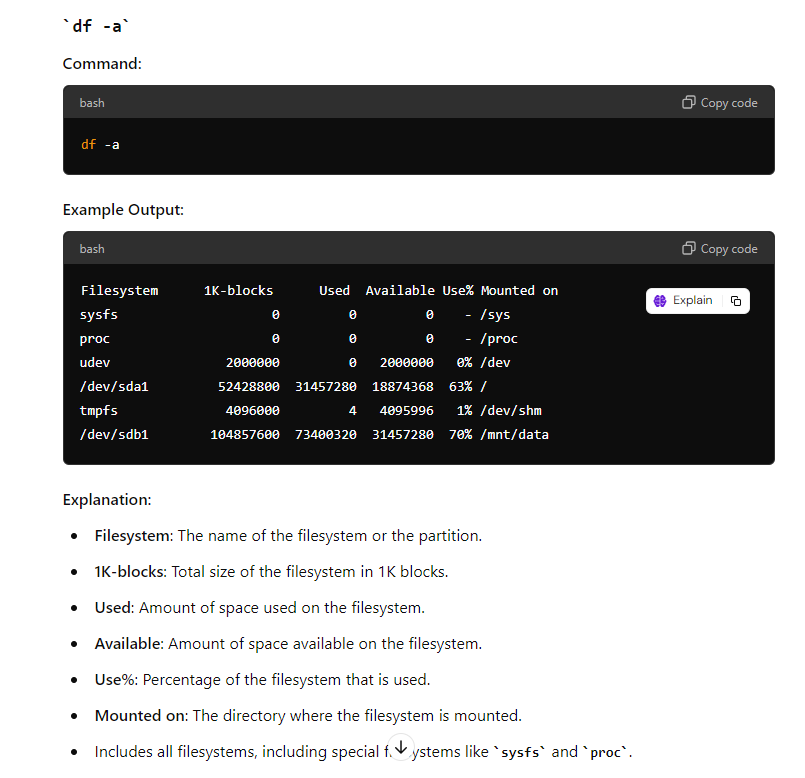 `df -a`
Command:
bash Copy code
df -a
Example Output:
bash Copy code
Filesystem 1K-blocks Used Available Use% Mounted on
Explain
sysfs 0 0 0 - /sys
proc 0 0 0 - /proc
udev 2000000 0 2000000 0% /dev
/dev/sda1 52428800 31457280 18874368 63% /
tmpfs 4096000 4 4095996 1% /dev/shm
/dev/sdb1 104857600 73400320 31457280 70% /mnt/data
Explanation:
• Filesystem: The name of the filesystem or the partition.
• 1K-blocks: Total size of the filesystem in 1K blocks.
• Used: Amount of space used on the filesystem.
• Available: Amount of space available on the filesystem.
• Use%: Percentage of the filesystem that is used.
• Mounted on: The directory where the filesystem is mounted.
• Includes all filesystems, including special like `sysfs` and `proc`.